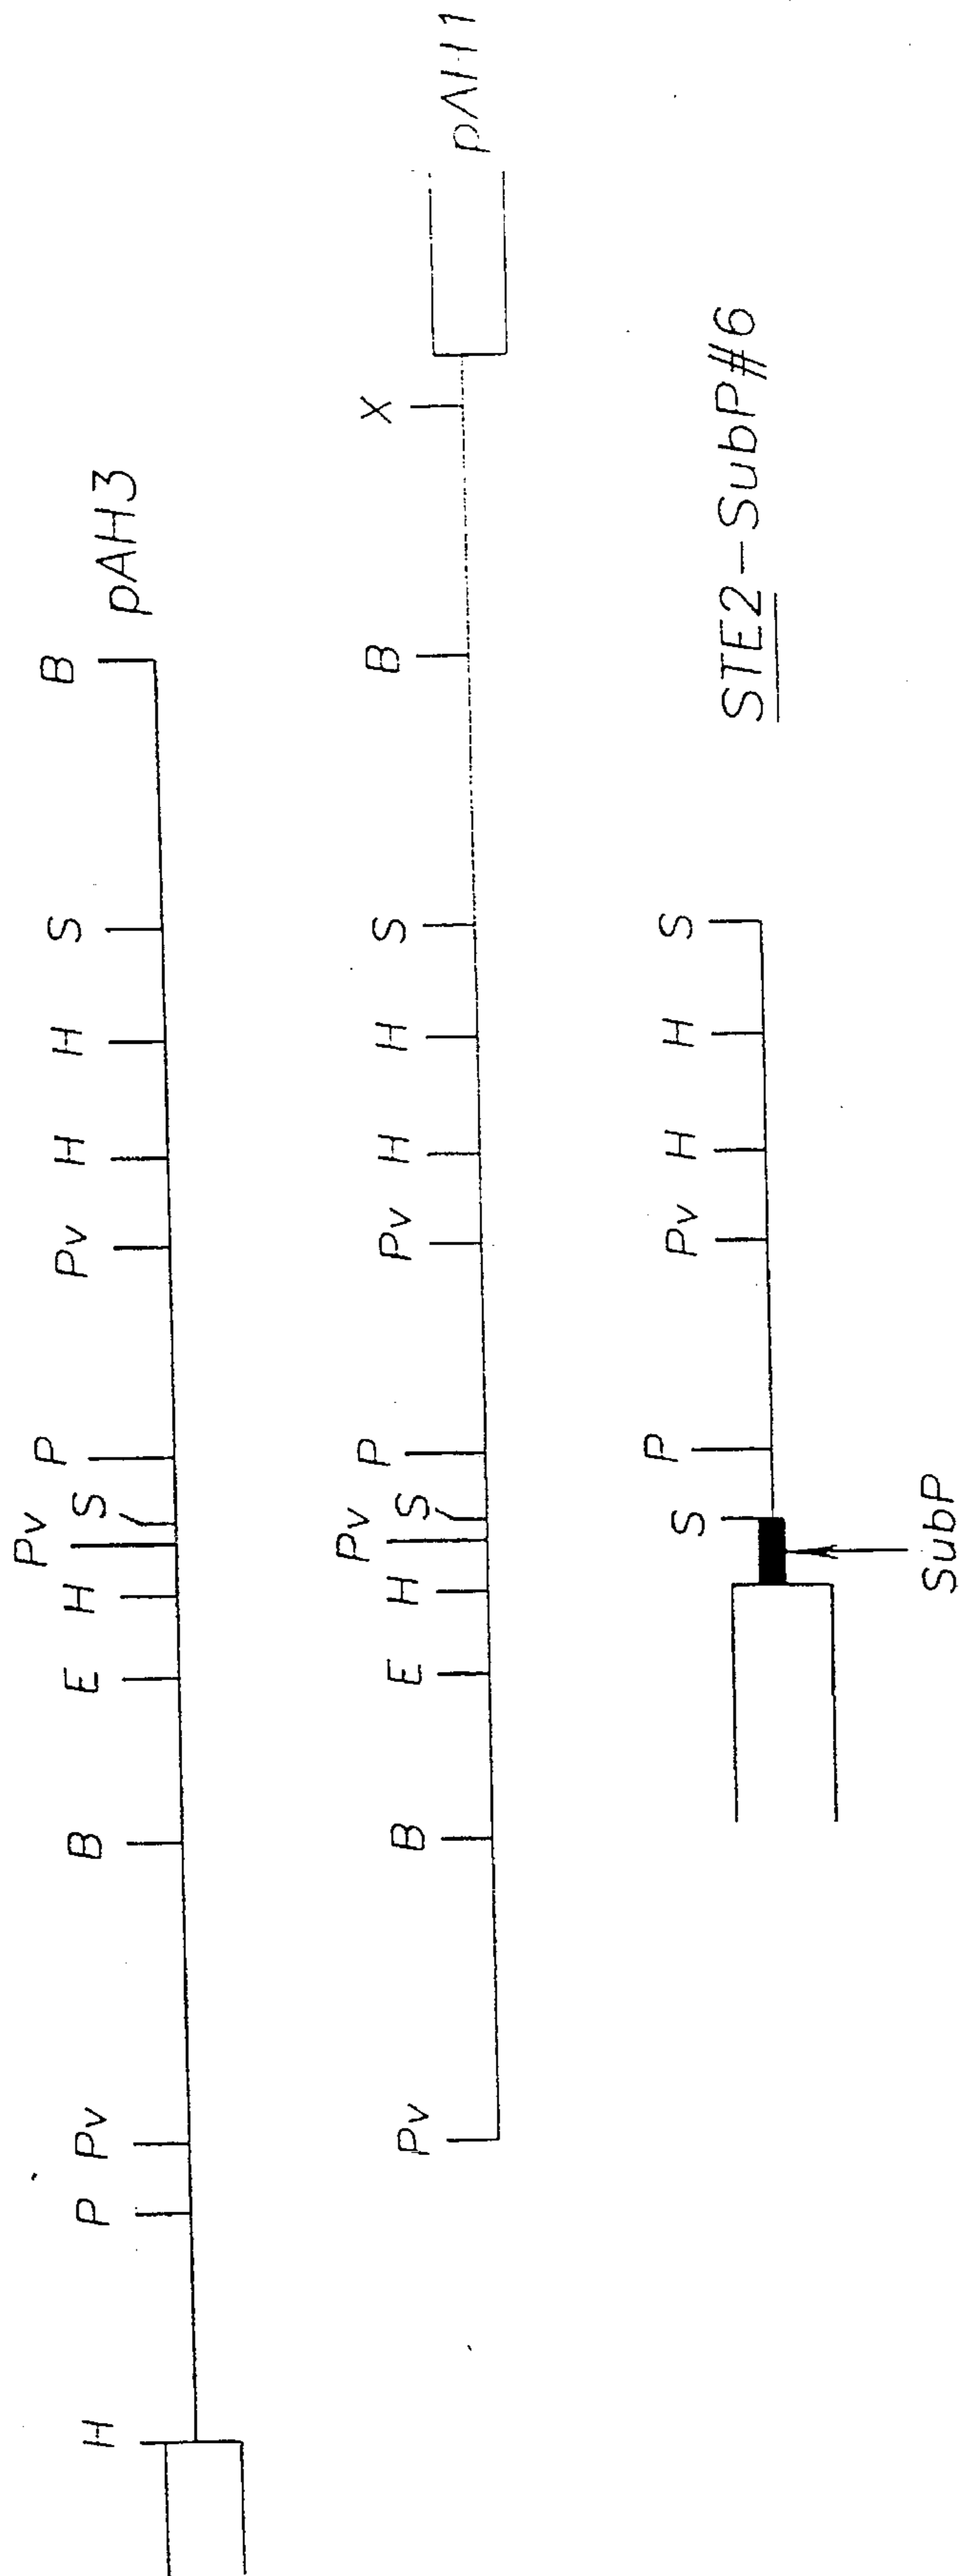 H P Pv B E H Pv S P Pv H H S B pAH3
Pv B E H Pv S P Pv H H S B X pAH1
S P Pv H H S STE2-SubP#6
SubP